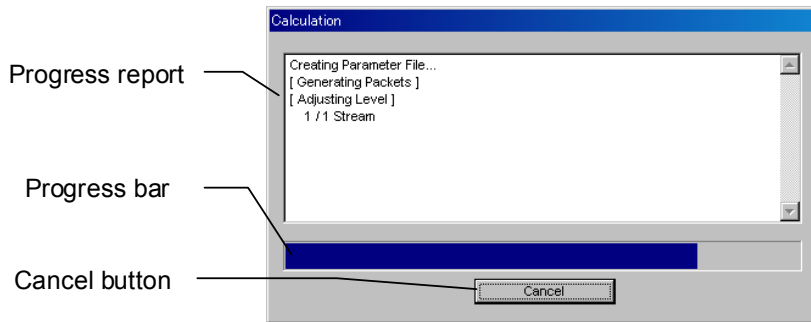 Calculation
Creating Parameter File...
[ Generating Packets ]
[ Adjusting Level ]
1 / 1 Stream
Progress report
Progress bar
Cancel button
Cancel